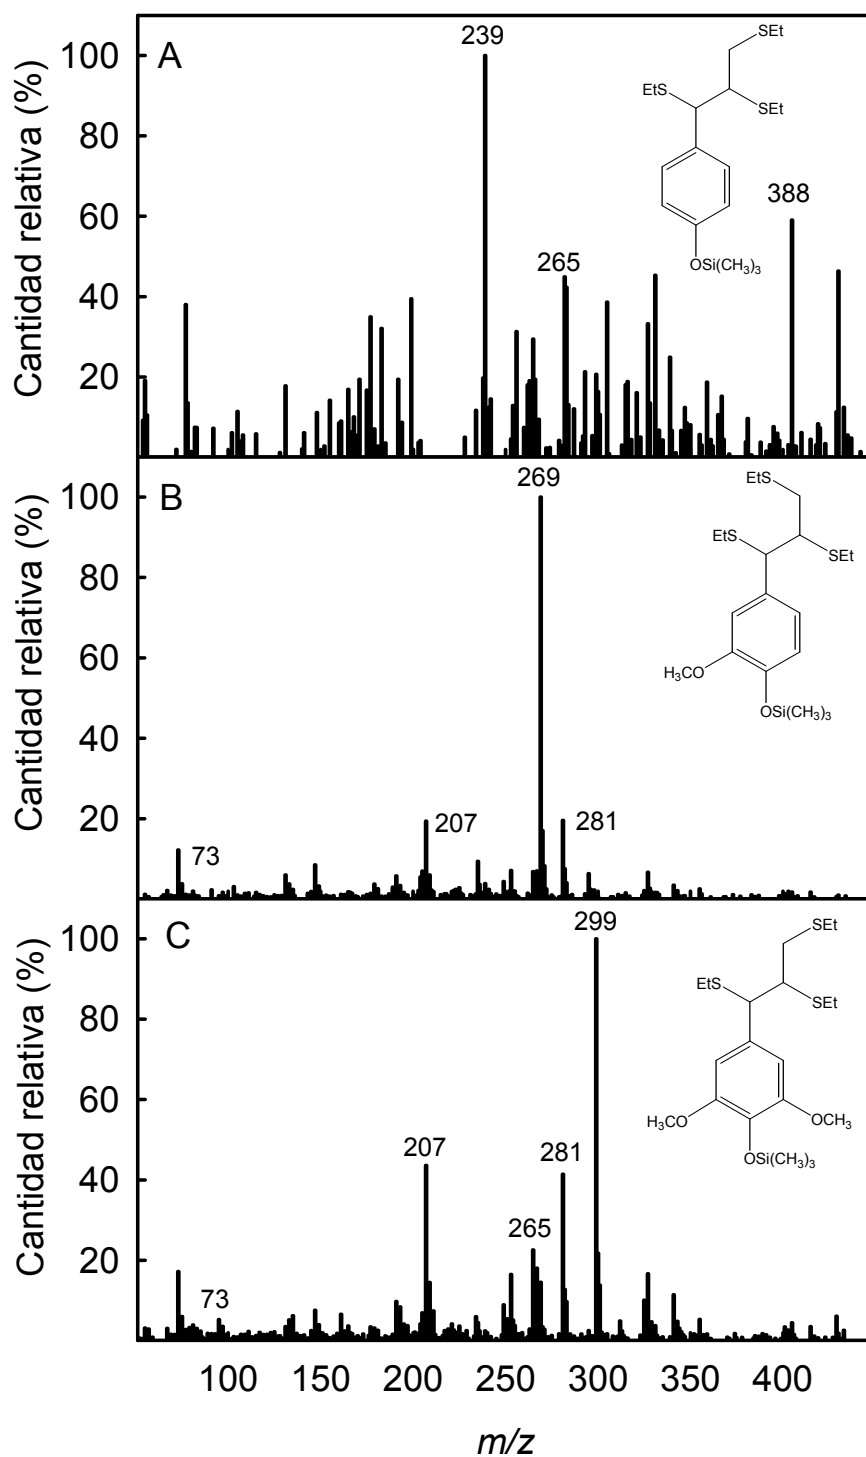 A
239
388
265
100
80
60
40
20
Cantidad relativa (%)
SEt
EtS
SEt
OSi(CH3)3
B
269
207
281
73
100
80
60
40
20
Cantidad relativa (%)
EtS
EtS
SEt
H3CO
OSi(CH3)3
C
299
207
281
265
73
100
80
60
40
20
Cantidad relativa (%)
SEt
EtS
SEt
H3CO
OCH3
OSi(CH3)3
100 150 200 250 300 350 400
m/z